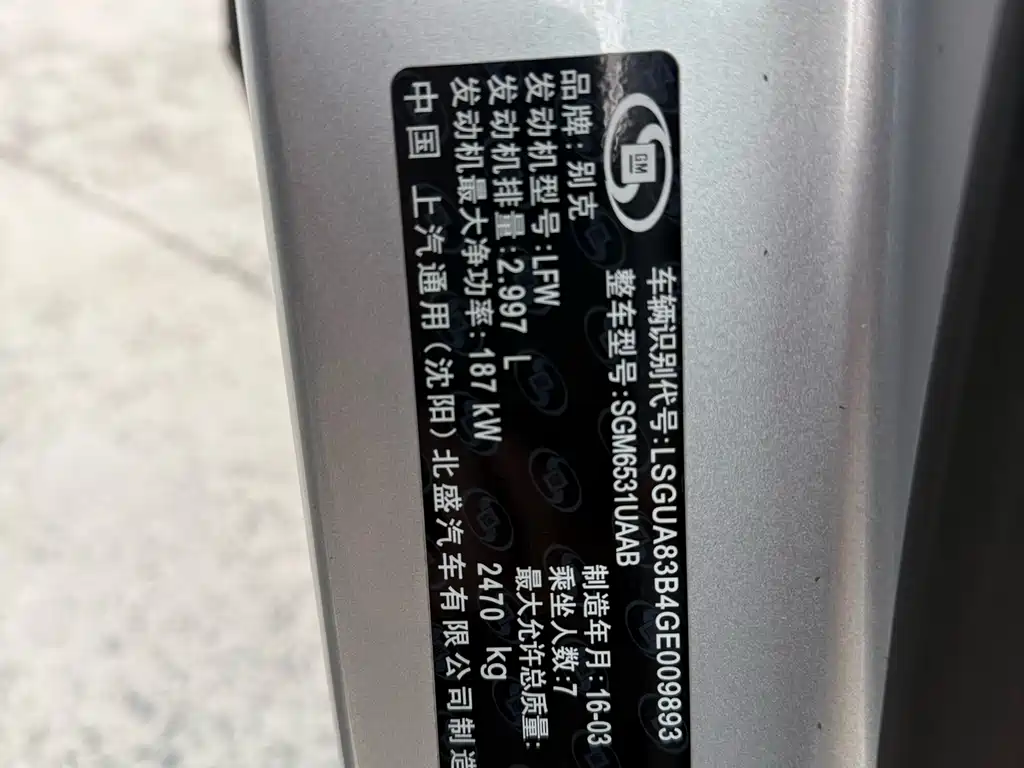 GM
车辆识别代号:LSGUA83B4GE009893
整车型号:SGM6531UAAB
品牌:别克
制造年月:16-03
发动机型号:LFW
乘坐人数:7
发动机排量:2.997 L
最大允许总质量:
发动机最大净功率:187 kW
2470 kg
中国 上汽通用(沈阳)北盛汽车有限公司制造